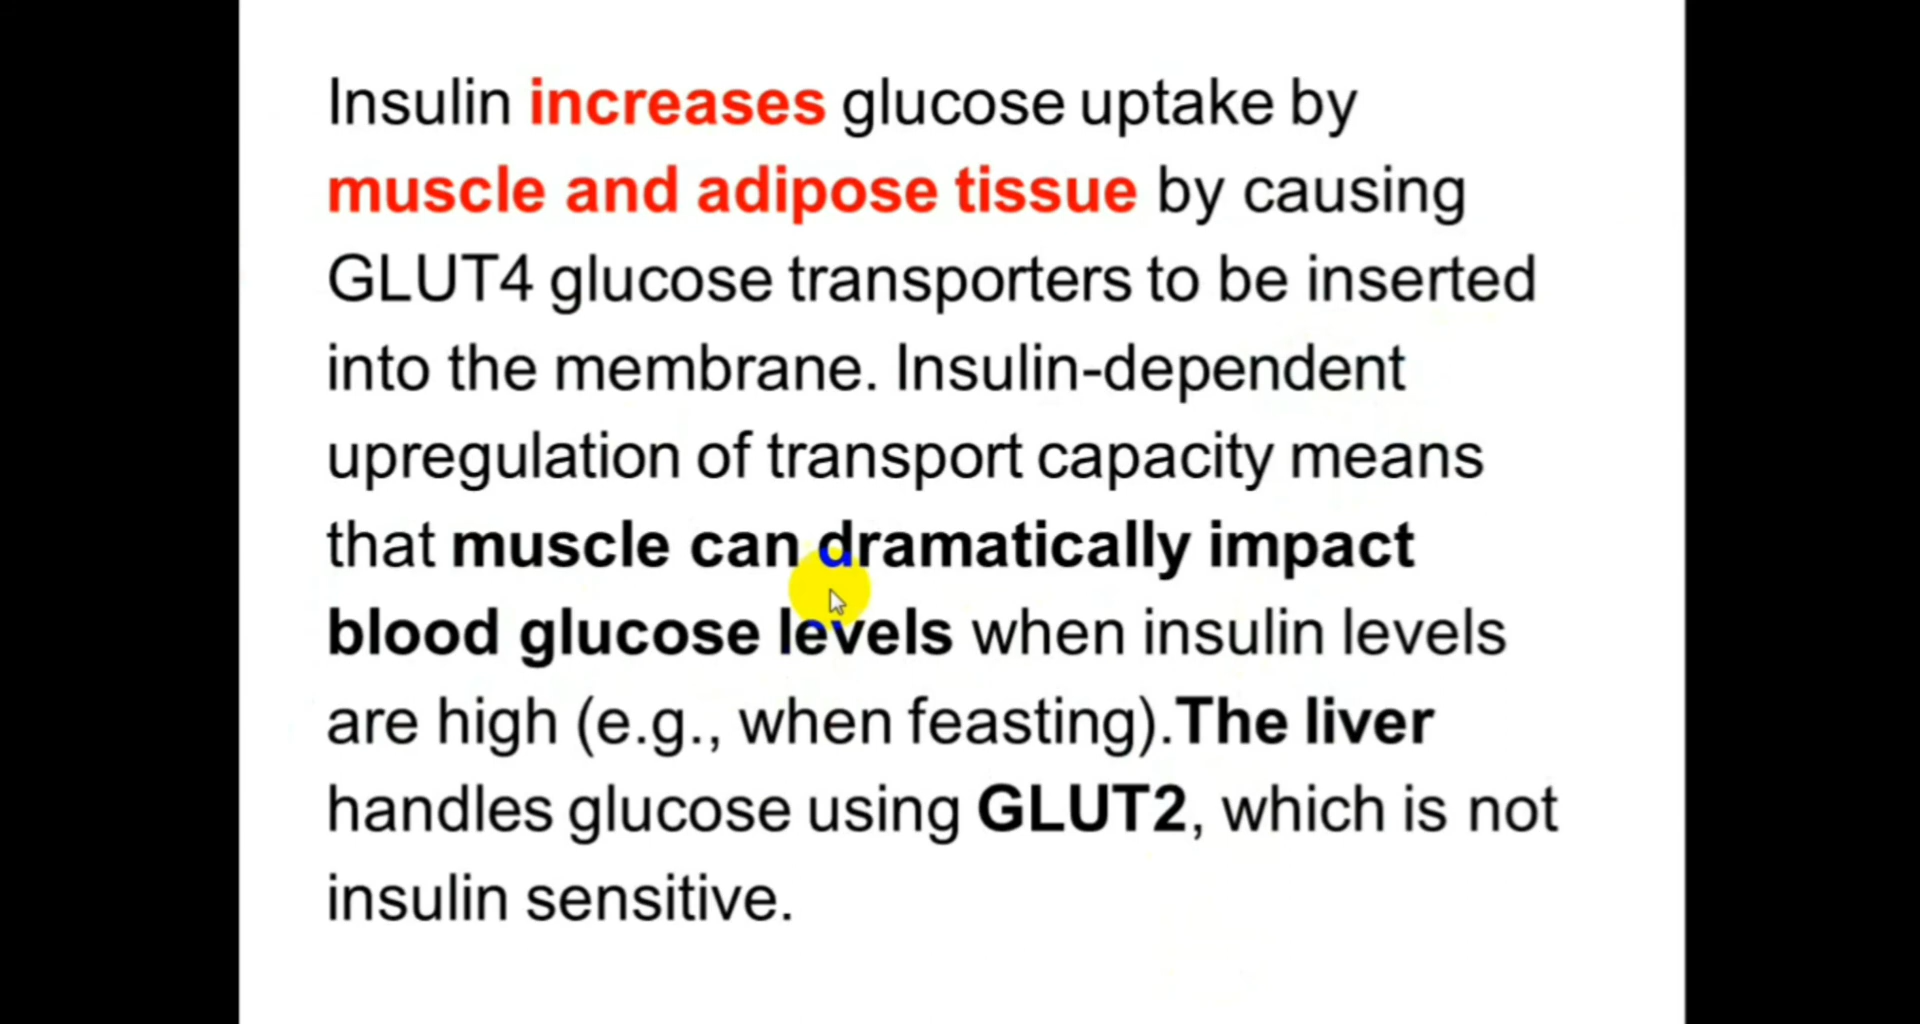 Insulin increases glucose uptake by
muscle and adipose tissue by causing
GLUT4 glucose transporters to be inserted
into the membrane. Insulin-dependent
upregulation of transport capacity means
that muscle can dramatically impact
blood glucose levels when insulin levels
are high (e.g., when feasting).The liver
handles glucose using GLUT2, which is not
insulin sensitive.